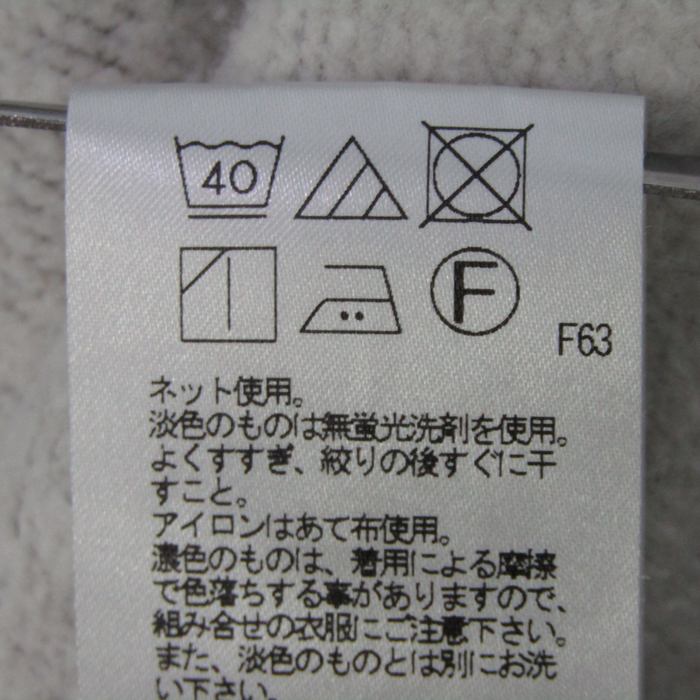 40
F
F63
ネット使用。
淡色のものは無蛍光洗剤を使用。
よくすすぎ、絞りの後すぐに干
すこと。
アイロンはあて布使用。
濃色のものは、着用による摩擦
で色落ちする事がありますので、
組み合せの衣服にご注意下さい。
また、淡色のものとは別にお洗
い下さい。